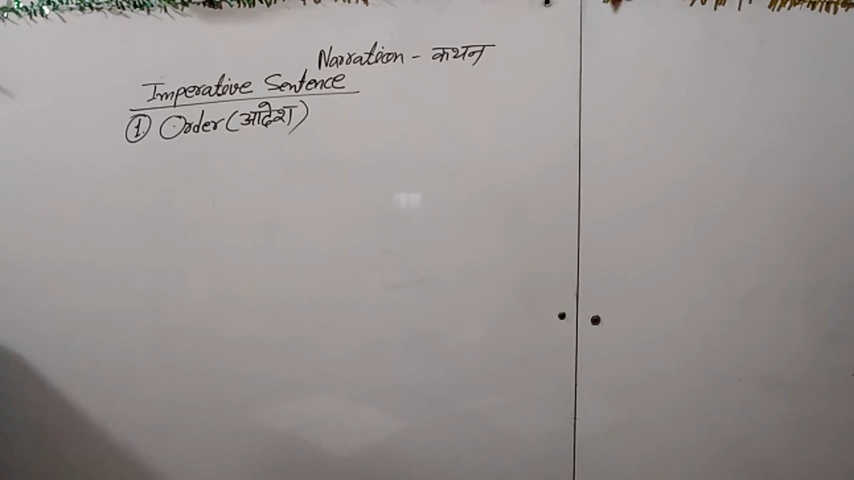 Narration - कथन
Imperative Sentence
① Order (आदेश)